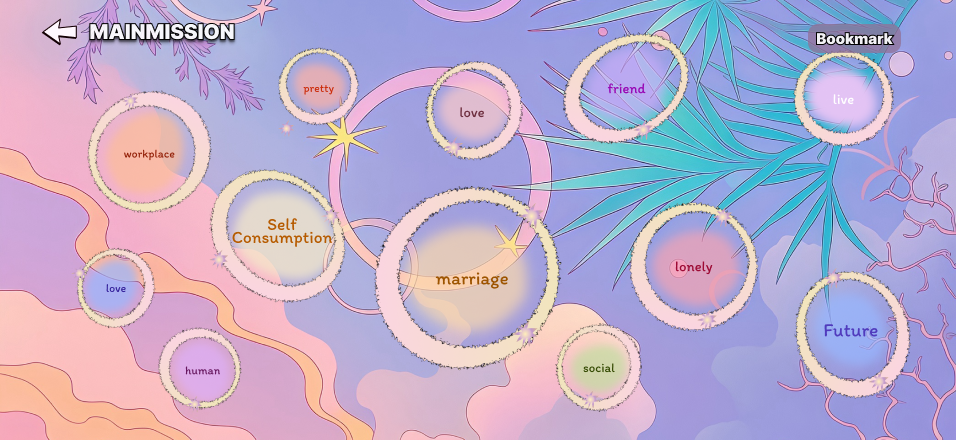 MAINMISSION
Bookmark
pretty
love
friend
live
workplace
Self
Consumption
marriage
lonely
love
Future
human
social